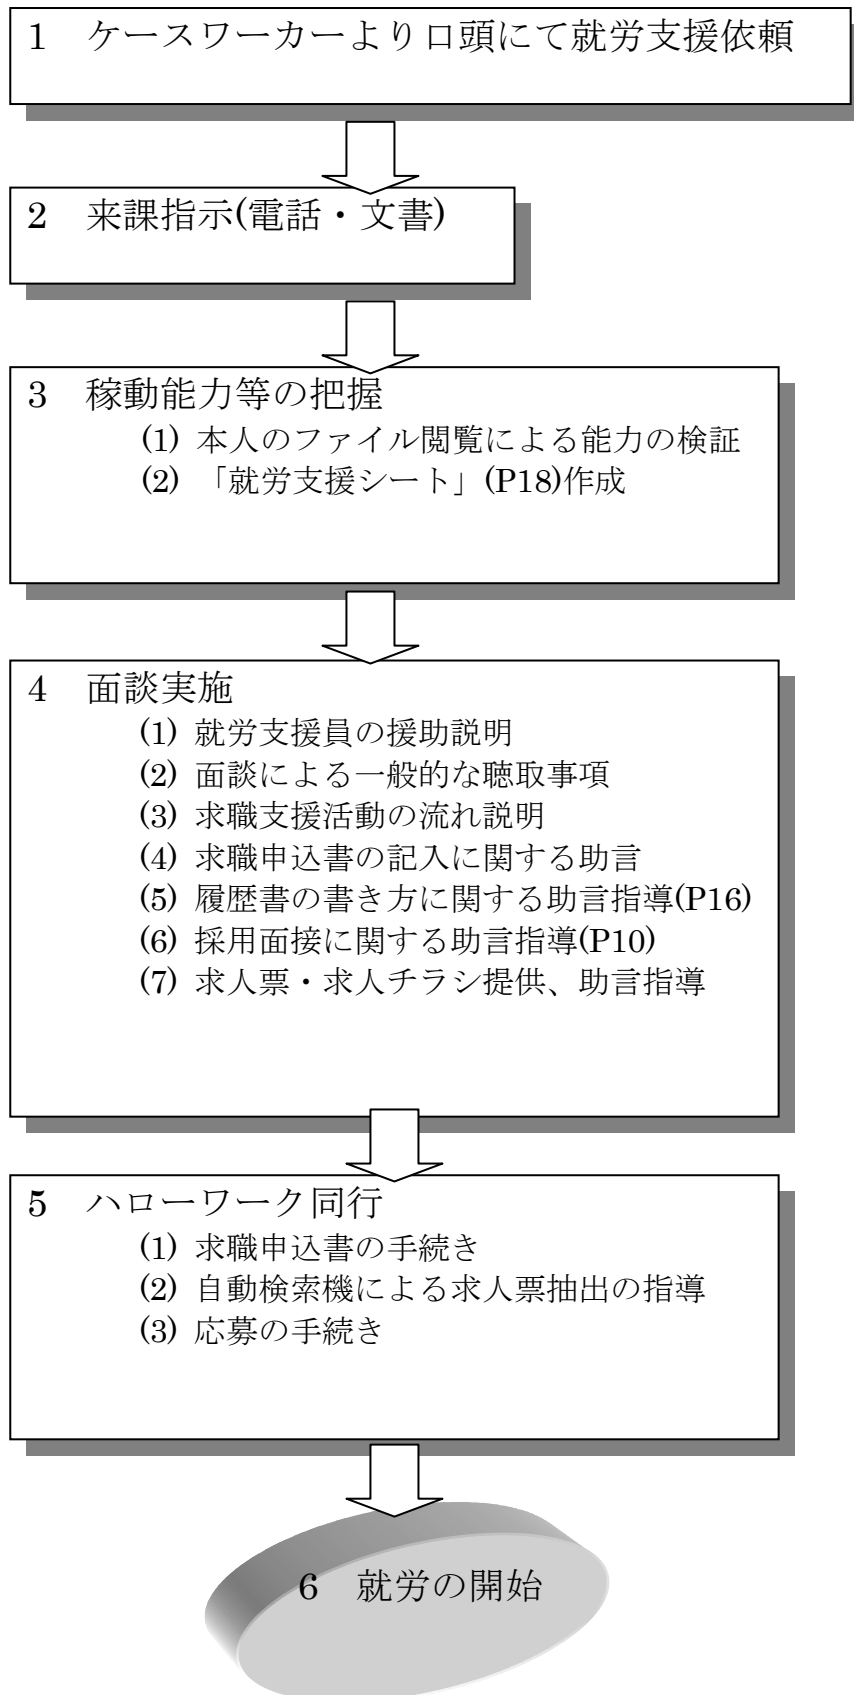 1　ケースワーカーより口頭にて就労支援依頼
2　来課指示(電話・文書)
3　稼動能力等の把握
(1) 本人のファイル閲覧による能力の検証
(2) 「就労支援シート」(P18)作成
4　面談実施
(1) 就労支援員の援助説明
(2) 面談による一般的な聴取事項
(3) 求職支援活動の流れ説明
(4) 求職申込書の記入に関する助言
(5) 履歴書の書き方に関する助言指導(P16)
(6) 採用面接に関する助言指導(P10)
(7) 求人票・求人チラシ提供、助言指導
5　ハローワーク同行
(1) 求職申込書の手続き
(2) 自動検索機による求人票抽出の指導
(3) 応募の手続き
6　就労の開始